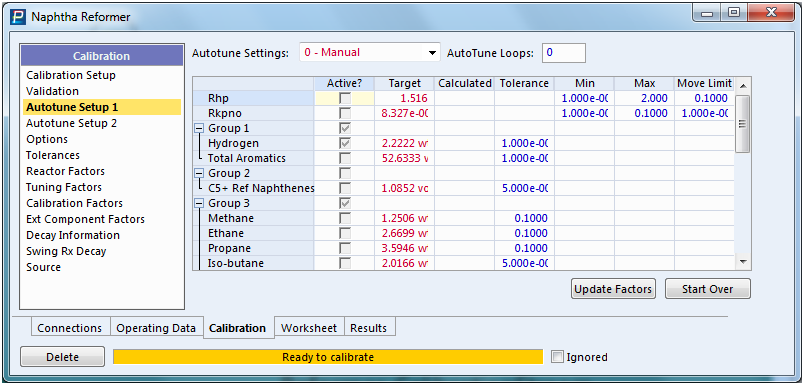 Naphtha Reformer
Calibration
Calibration Setup
Validation
Autotune Setup 1
Autotune Setup 2
Options
Tolerances
Reactor Factors
Tuning Factors
Calibration Factors
Ext Component Factors
Decay Information
Swing Rx Decay
Source
Autotune Settings: 0 - Manual AutoTune Loops: 0
Active? Target Calculated Tolerance Min Max Move Limit
Rhp 1.516 1.000e-00 2.000 0.1000
Rkpno 8.327e-00 1.000e-00 0.1000 1.000e-00
Group 1
Hydrogen 2.2222 w 1.000e-00
Total Aromatics 52.6333 v 1.000e-00
Group 2
C5+ Ref Naphthenes 1.0852 vc 5.000e-00
Group 3
Methane 1.2506 w 0.1000
Ethane 2.6699 w 0.1000
Propane 3.5946 w 0.1000
Iso-butane 2.0166 w 5.000e-00
Update Factors Start Over
Connections Operating Data Calibration Worksheet Results
Delete Ready to calibrate Ignored